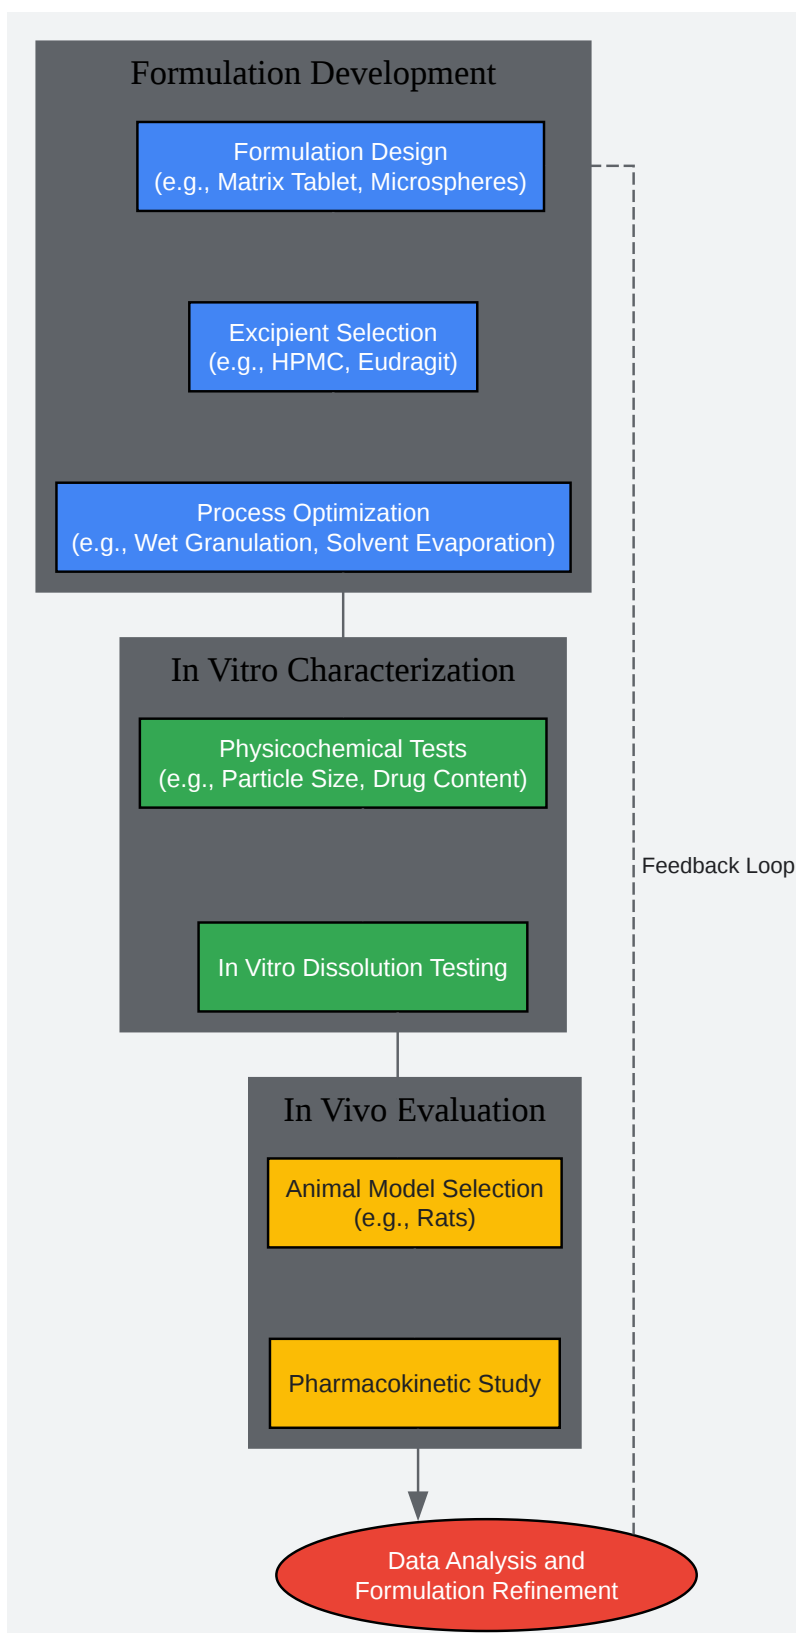 Formulation Development
Formulation Design
(e.g., Matrix Tablet, Microspheres)
Excipient Selection
(e.g., HPMC, Eudragit)
Process Optimization
(e.g., Wet Granulation, Solvent Evaporation)
In Vitro Characterization
Physicochemical Tests
(e.g., Particle Size, Drug Content)
Feedback Loop
In Vitro Dissolution Testing
In Vivo Evaluation
Animal Model Selection
(e.g., Rats)
Pharmacokinetic Study
Data Analysis and
Formulation Refinement